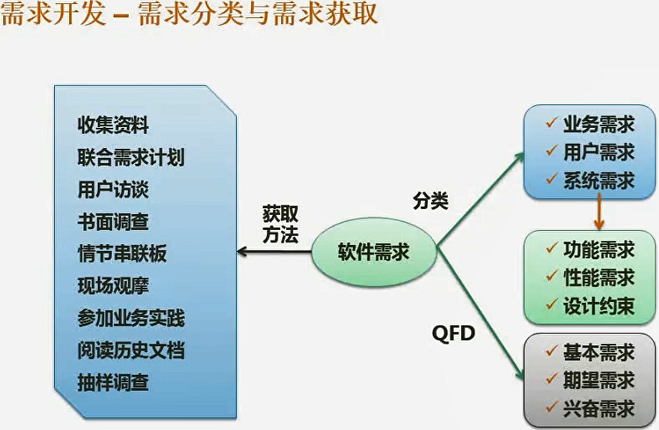 需求开发 – 需求分类与需求获取
收集资料
联合需求计划
用户访谈
书面调查
情节串联板
现场观摩
参加业务实践
阅读历史文档
抽样调查
获取
方法
软件需求
分类
QFD
业务需求
用户需求
系统需求
功能需求
性能需求
设计约束
基本需求
期望需求
兴奋需求